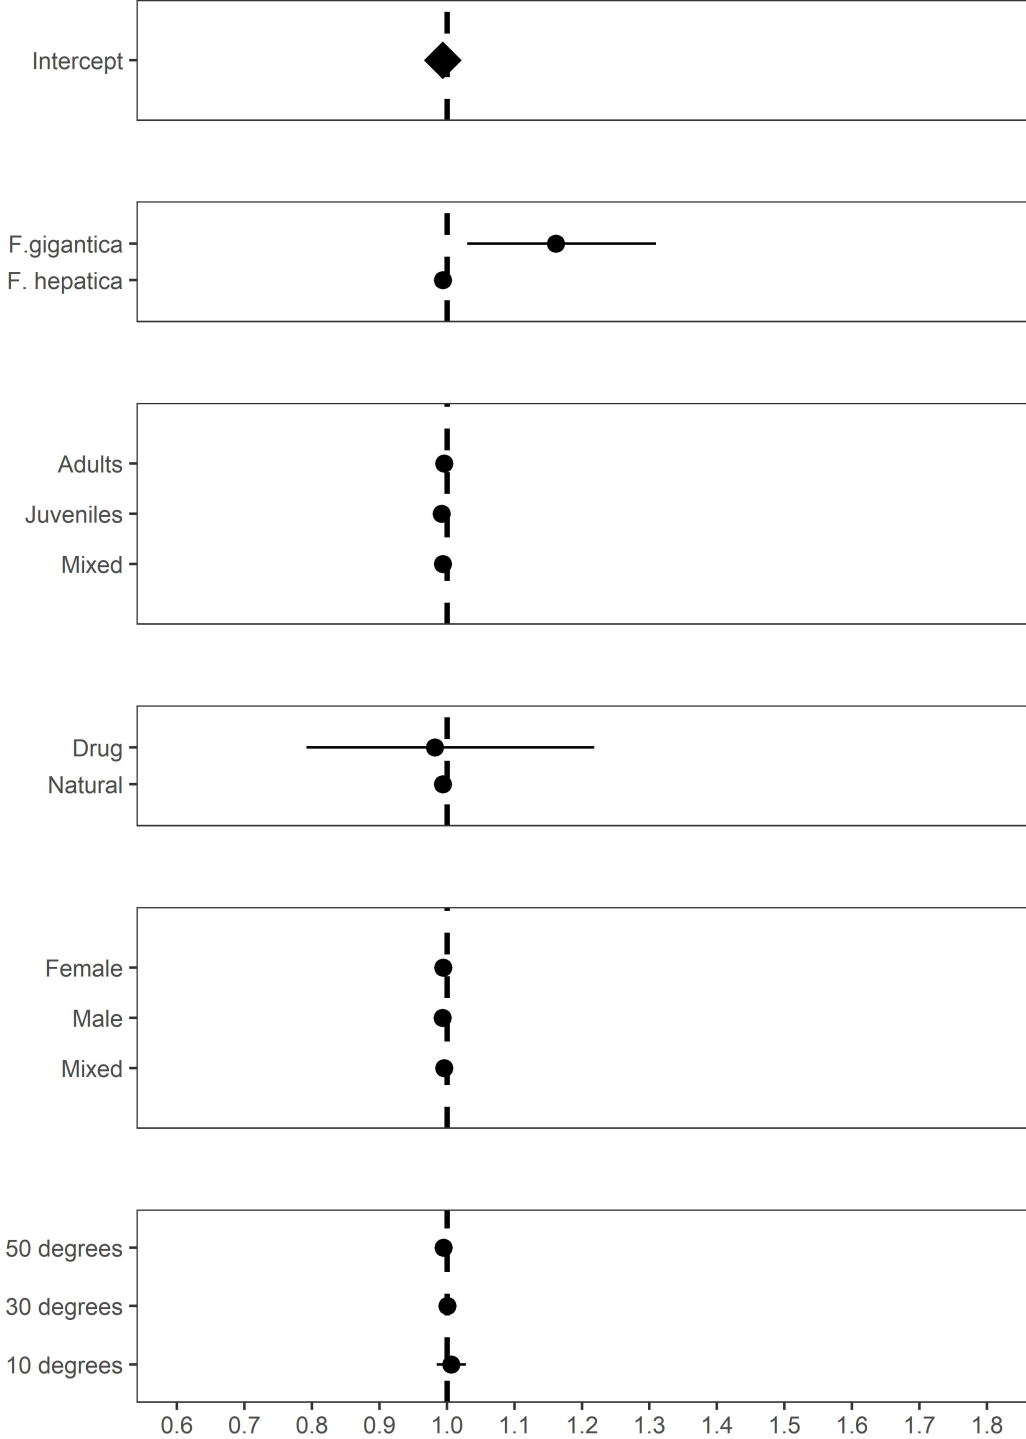 Intercept
F.gigantica
F. hepatica
Adults
Juveniles
Mixed
Drug
Natural
Female
Male
Mixed
50 degrees
30 degrees
10 degrees
0.6 0.7 0.8 0.9 1.0 1.1 1.2 1.3 1.4 1.5 1.6 1.7 1.8